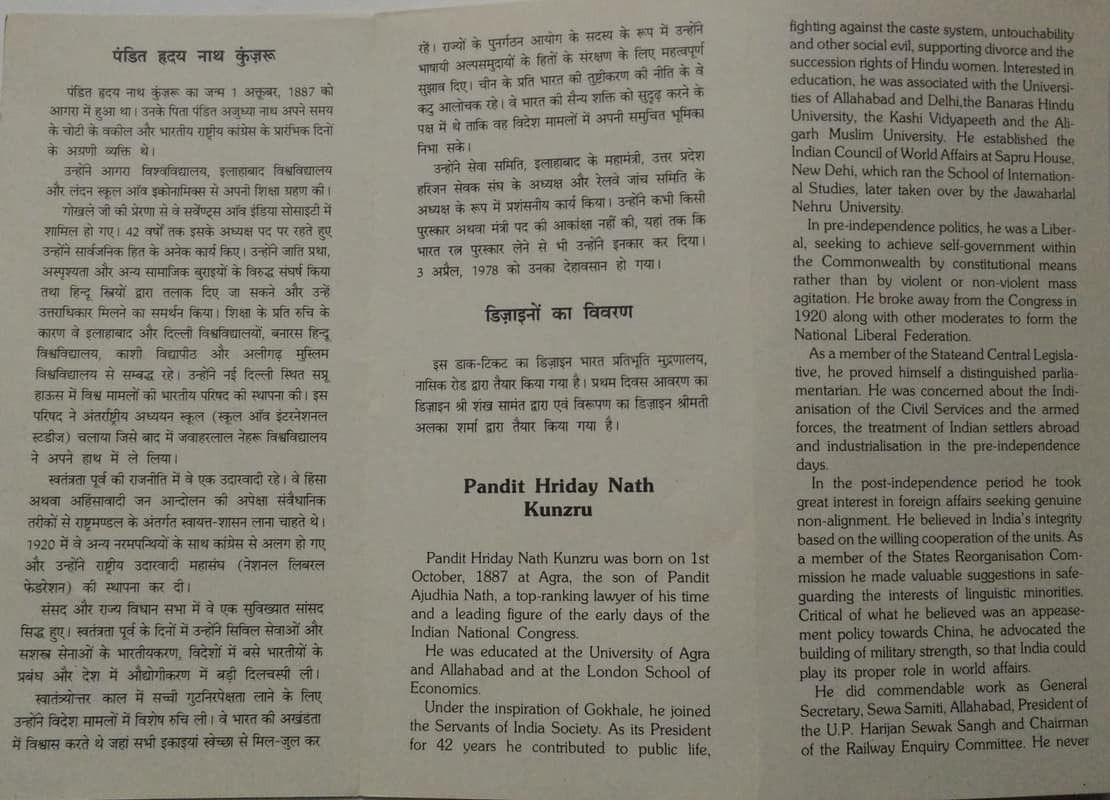 पंडित हृदय नाथ कुंज़रू
पंडित हृदय नाथ कुंज़रू का जन्म 1 अक्तूबर, 1887 को
आगरा में हुआ था। उनके पिता पंडित अजुध्या नाथ अपने समय
के चोटी के वकील और भारतीय राष्ट्रीय कांग्रेस के प्रारंभिक दिनों
के अग्रणी व्यक्ति थे।
उन्होंने आगरा विश्वविद्यालय, इलाहाबाद विश्वविद्यालय
और लंदन स्कूल ऑव इकोनामिक्स से अपनी शिक्षा ग्रहण की।
गोखले जी की प्रेरणा से वे सर्वेण्ट्स ऑव इंडिया सोसाइटी में
शामिल हो गए। 42 वर्षों तक इसके अध्यक्ष पद पर रहते हुए
उन्होंने सार्वजनिक हित के अनेक कार्य किए। उन्होंने जाति प्रथा,
अस्पृश्यता और अन्य सामाजिक बुराइयों के विरुद्ध संघर्ष किया
तथा हिन्दू स्त्रियों द्वारा तलाक दिए जा सकने और उन्हें
उत्तराधिकार मिलने का समर्थन किया। शिक्षा के प्रति रुचि के
कारण वे इलाहाबाद और दिल्ली विश्वविद्यालयों, बनारस हिन्दू
विश्वविद्यालय, काशी विद्यापीठ और अलीगढ़ मुस्लिम
विश्वविद्यालय से सम्बद्ध रहे। उन्होंने नई दिल्ली स्थित सप्रू
हाऊस में विश्व मामलों की भारतीय परिषद की स्थापना की। इस
परिषद ने अंतर्राष्ट्रीय अध्ययन स्कूल (स्कूल ऑव इंटरनेशनल
स्टडीज) चलाया जिसे बाद में जवाहरलाल नेहरू विश्वविद्यालय
ने अपने हाथ में ले लिया।
स्वतंत्रता पूर्व की राजनीति में वे एक उदारवादी रहे। वे हिंसा
अथवा अहिंसावादी जन आन्दोलन की अपेक्षा संवैधानिक
तरीकों से राष्ट्रमण्डल के अंतर्गत स्वायत्त-शासन लाना चाहते थे।
1920 में वे अन्य नरमपन्थियों के साथ कांग्रेस से अलग हो गए
और उन्होंने राष्ट्रीय उदारवादी महासंघ (नेशनल लिबरल
फेडरेशन) की स्थापना कर दी।
संसद और राज्य विधान सभा में वे एक सुविख्यात सांसद
सिद्ध हुए। स्वतंत्रता पूर्व के दिनों में उन्होंने सिविल सेवाओं और
सशस्त्र सेनाओं के भारतीयकरण, विदेशों में बसे भारतीयों के
प्रबंध और देश में औद्योगीकरण में बड़ी दिलचस्पी ली।
स्वातंत्र्योत्तर काल में सच्ची गुटनिरपेक्षता लाने के लिए
उन्होंने विदेश मामलों में विशेष रुचि ली। वे भारत की अखंडता
में विश्वास करते थे जहां सभी इकाइयां स्वेच्छा से मिल-जुल कर
रहें। राज्यों के पुनर्गठन आयोग के सदस्य के रूप में उन्होंने
भाषायी अल्पसमुदायों के हितों के संरक्षण के लिए महत्वपूर्ण
सुझाव दिए। चीन के प्रति भारत की तुष्टीकरण की नीति के वे
कटु आलोचक रहे। वे भारत की सैन्य शक्ति को सुदृढ़ करने के
पक्ष में थे ताकि वह विदेश मामलों में अपनी समुचित भूमिका
निभा सके।
उन्होंने सेवा समिति, इलाहाबाद के महामंत्री, उत्तर प्रदेश
हरिजन सेवक संघ के अध्यक्ष और रेलवे जांच समिति के
अध्यक्ष के रूप में प्रशंसनीय कार्य किया। उन्होंने कभी किसी
पुरस्कार अथवा मंत्री पद की आकांक्षा नहीं की, यहां तक कि
भारत रत्न पुरस्कार लेने से भी उन्होंने इनकार कर दिया।
3 अप्रैल, 1978 को उनका देहावसान हो गया।
डिज़ाइनों का विवरण
इस डाक-टिकट का डिज़ाइन भारत प्रतिभूति मुद्रणालय,
नासिक रोड द्वारा तैयार किया गया है। प्रथम दिवस आवरण का
डिज़ाइन श्री शंख सामंत द्वारा एवं विरूपण का डिज़ाइन श्रीमती
अलका शर्मा द्वारा तैयार किया गया है।
Pandit Hriday Nath
Kunzru
Pandit Hriday Nath Kunzru was born on 1st
October, 1887 at Agra, the son of Pandit
Ajudhia Nath, a top-ranking lawyer of his time
and a leading figure of the early days of the
Indian National Congress.
He was educated at the University of Agra
and Allahabad and at the London School of
Economics.
Under the inspiration of Gokhale, he joined
the Servants of India Society. As its President
for 42 years he contributed to public life,
fighting against the caste system, untouchability
and other social evil, supporting divorce and the
succession rights of Hindu women. Interested in
education, he was associated with the Universi-
ties of Allahabad and Delhi,the Banaras Hindu
University, the Kashi Vidyapeeth and the Ali-
garh Muslim University. He established the
Indian Council of World Affairs at Sapru House,
New Dehi, which ran the School of Internation-
al Studies, later taken over by the Jawaharlal
Nehru University.
In pre-independence politics, he was a Liber-
al, seeking to achieve self-government within
the Commonwealth by constitutional means
rather than by violent or non-violent mass
agitation. He broke away from the Congress in
1920 along with other moderates to form the
National Liberal Federation.
As a member of the Stateand Central Legisla-
tive, he proved himself a distinguished parlia-
mentarian. He was concerned about the Indi-
anisation of the Civil Services and the armed
forces, the treatment of Indian settlers abroad
and industrialisation in the pre-independence
days.
In the post-independence period he took
great interest in foreign affairs seeking genuine
non-alignment. He believed in India's integrity
based on the willing cooperation of the units. As
a member of the States Reorganisation Com-
mission he made valuable suggestions in safe-
guarding the interests of linguistic minorities.
Critical of what he believed was an appease-
ment policy towards China, he advocated the
building of military strength, so that India could
play its proper role in world affairs.
He did commendable work as General
Secretary, Sewa Samiti, Allahabad, President of
the U.P. Harijan Sewak Sangh and Chairman
of the Railway Enquiry Committee. He never